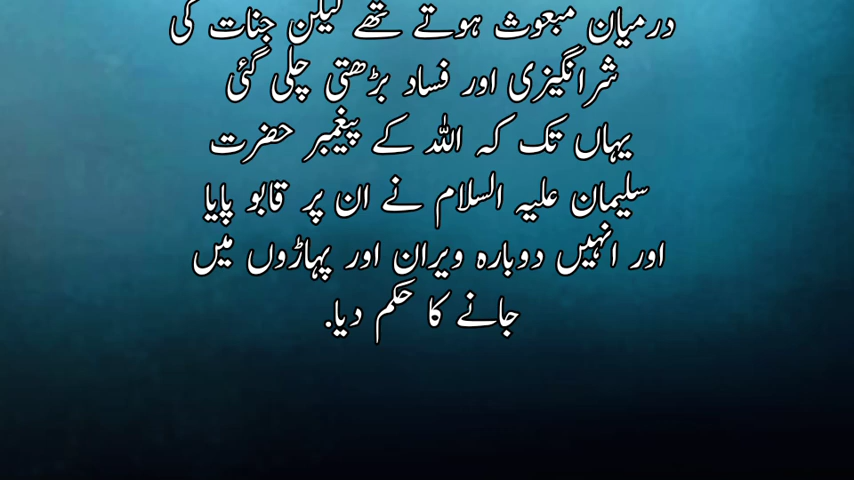 درمیان مبعوث ہوتے تھے لیکن جنات کی
شرانگیزی اور فساد بڑھتی چلی گئی
یہاں تک کہ اللہ کے پیغمبر حضرت
سلیمان علیہ السلام نے ان پر قابو پایا
اور انہیں دوبارہ ویران اور پہاڑوں میں
جانے کا حکم دیا.